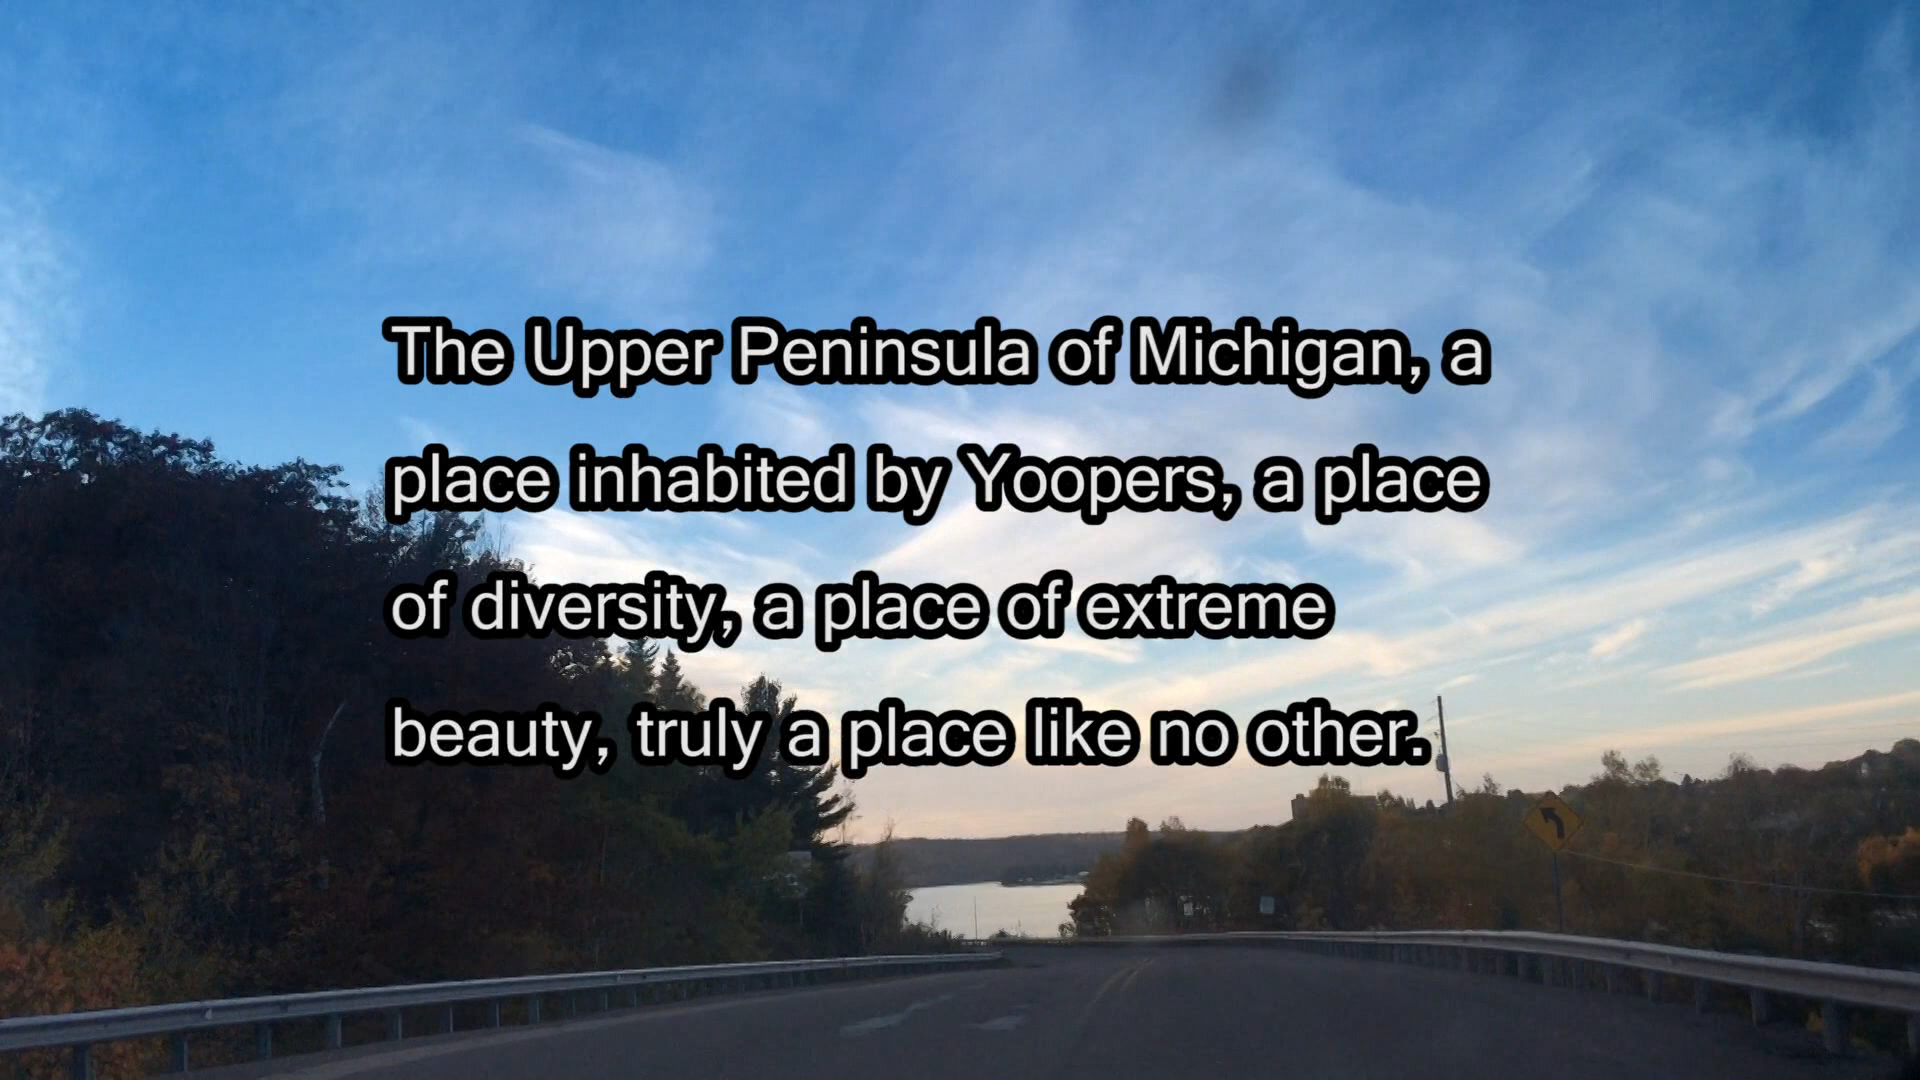 The Upper Peninsula of Michigan, a
place inhabited by Yoopers, a place
of diversity, a place of extreme
beauty, truly a place like no other.